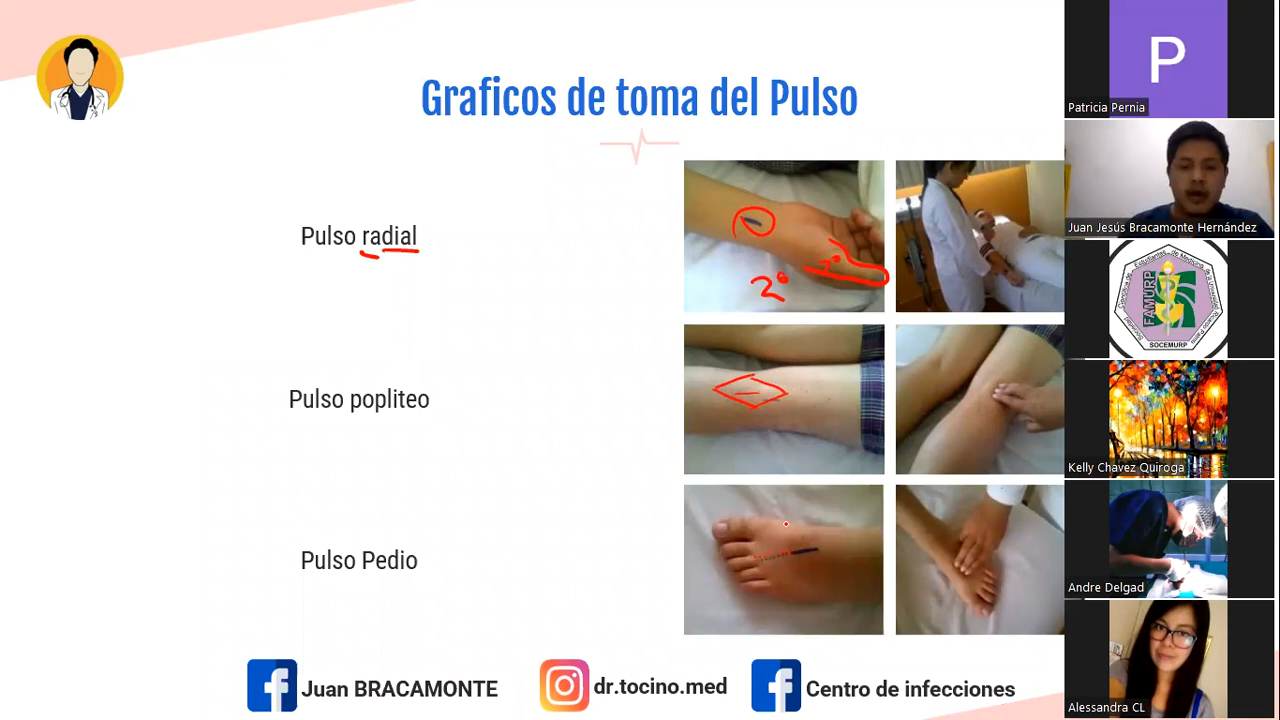 Graficos de toma del Pulso
Pulso radial
2°
Pulso popliteo
Pulso Pedio
Juan BRACAMONTE
dr.tocino.med
Centro de infecciones
P
Patricia Pernia
Juan Jesús Bracamonte Hernández
FAMURP
SOCEMURP
Kelly Chavez Quiroga
Andre Delgad
Alessandra CL